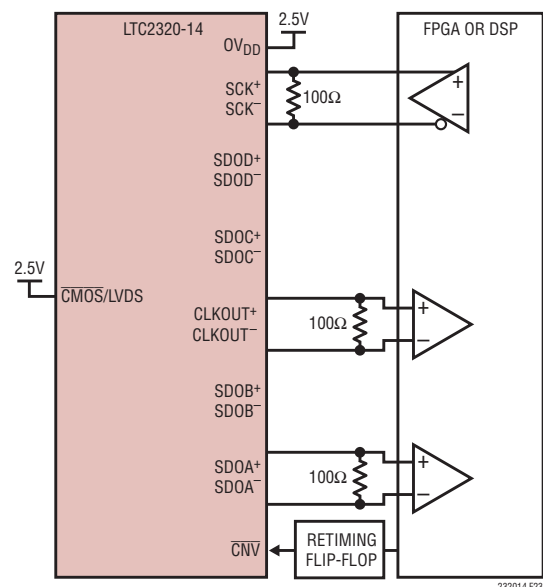 LTC2320-14
2.5V
FPGA OR DSP
OVDD
SCK+
SCK–
100Ω
+
–
SDOD+
SDOD–
SDOC+
SDOC–
2.5V
CMOS/LVDS
CLKOUT+
CLKOUT–
100Ω
+
–
SDOB+
SDOB–
SDOA+
SDOA–
100Ω
+
–
CNV
RETIMING
FLIP-FLOP
232014 F23